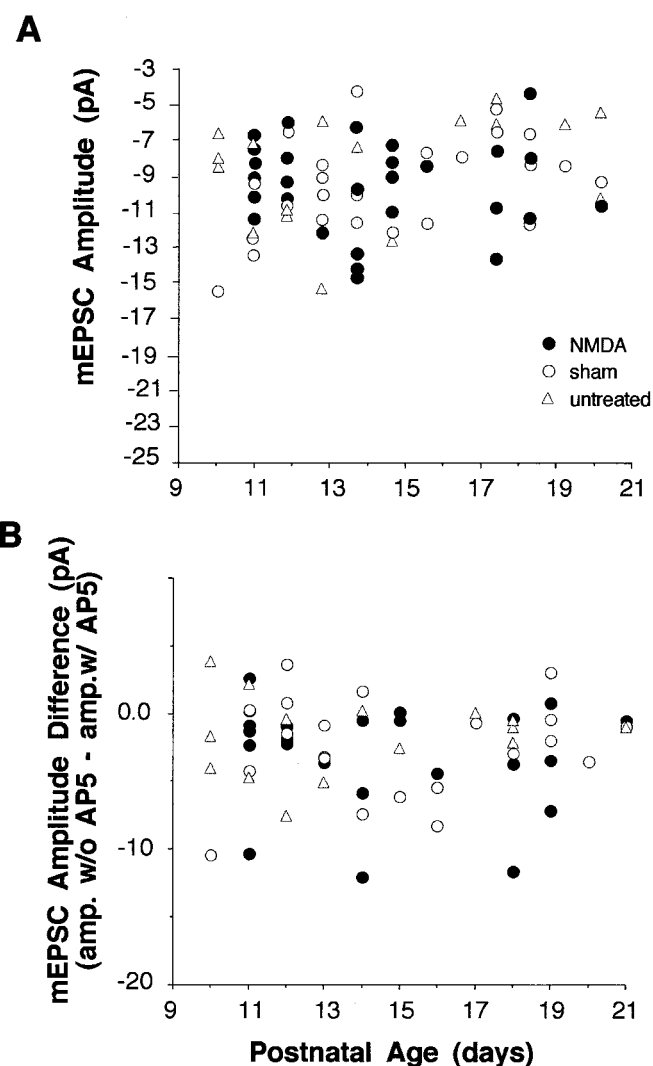 A
mEPSC Amplitude (pA)
-3
-5
-7
-9
-11
-13
-15
-17
-19
-21
-23
-25
9 11 13 15 17 19 21
NMDA
sham
untreated
B
mEPSC Amplitude Difference (pA)
(amp. w/o AP5 - amp.w/ AP5)
0.0
-10
-20
9 11 13 15 17 19 21
Postnatal Age (days)